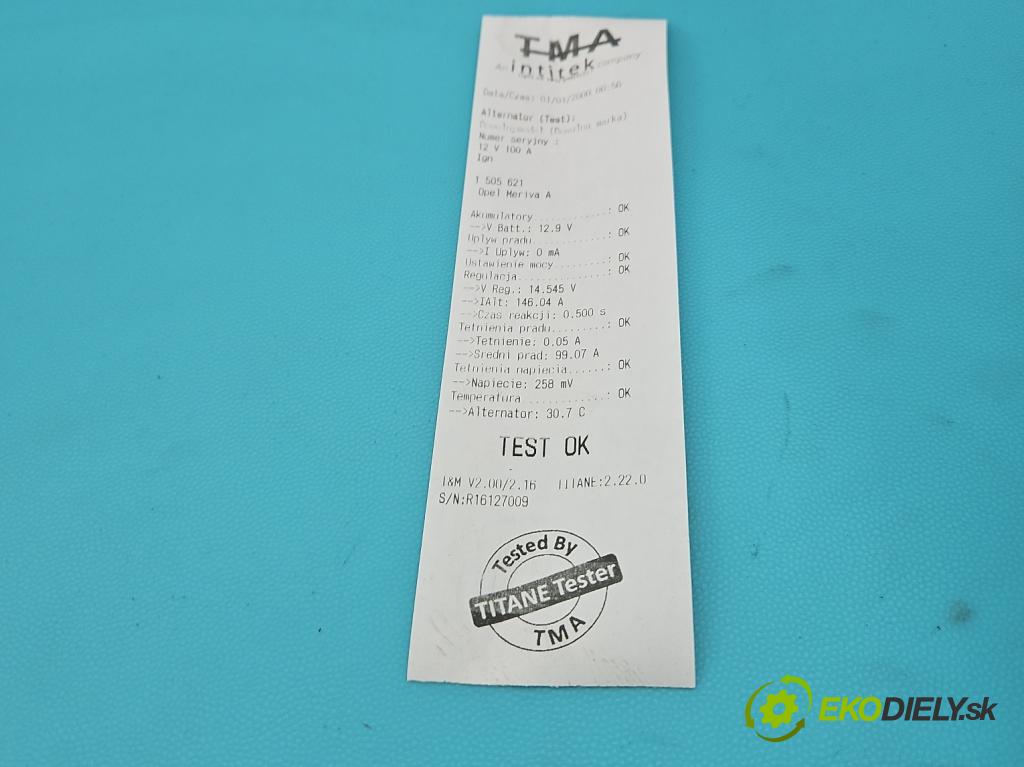 TMA
intitek
company
Data/Czas: 01/01/2000 00:56
Alternator (Test):
(Dowolna marka)
Numer seryjny :
12 V 100 A
Ign
1 505 621
Opel Meriva A
Akumulatory..........: OK
-->V Batt.: 12.9 V
Uplyw pradu..........: OK
-->I Uplyw: 0 mA
Ustawienie mocy.......: OK
Regulacja............: OK
-->V Reg.: 14.545 V
-->IAlt: 146.04 A
-->Czas reakcji: 0.500 s
Tetnienia pradu........: OK
-->Tetnienie: 0.05 A
-->Sredni prad: 99.07 A
Tetnienia napiecia.....: OK
-->Napiecie: 258 mV
Temperatura ...........: OK
-->Alternator: 30.7 C
TEST OK
I&M V2.00/2.16 TITANE:2.22.0
S/N:R16127009
Tested By
TITANE Tester
TMA
EKODIELY.sk